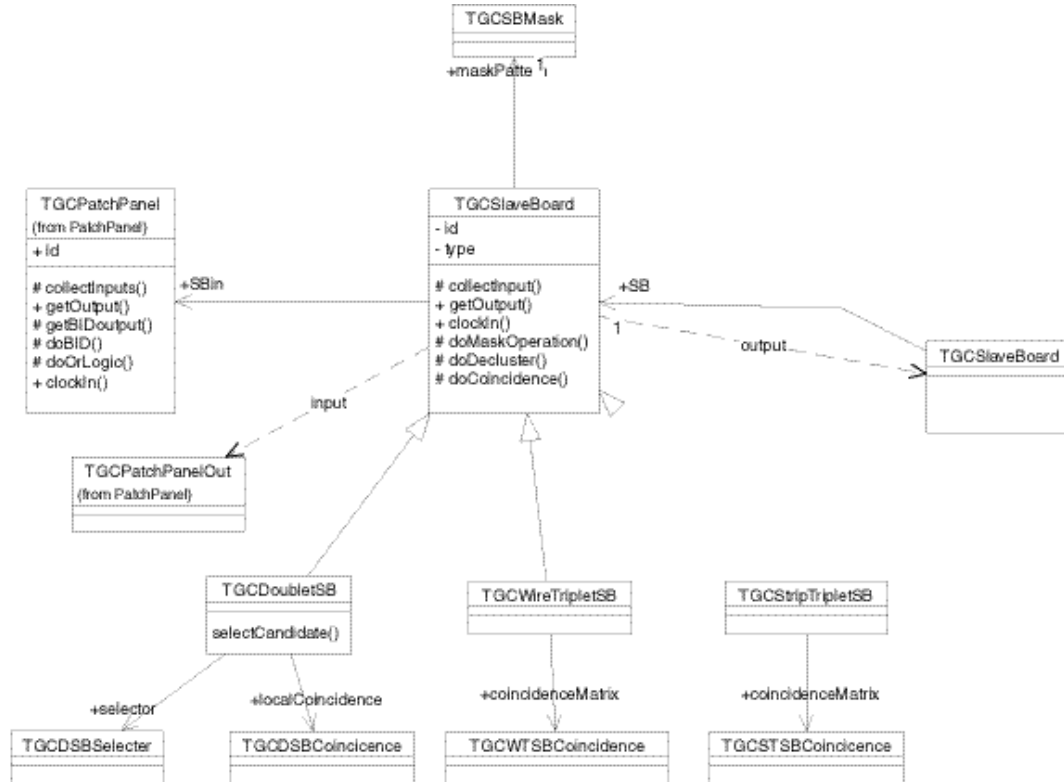 TGCSBMask
+maskPatte 1
TGCPatchPanel
(from PatchPanel)
+ id
# collectInputs()
+ getOutput()
# getBIDoutput()
# doBID()
# doOrLogic()
+ clockIn()
+SBin
TGCSlaveBoard
- id
- type
# collectInput()
+ getOutput()
+ clockIn()
# doMaskOperation()
# doDecluster()
# doCoincidence()
+SB
1
output
TGCSlaveBoard
input
TGCPatchPanelOut
(from PatchPanel)
TGCDoubletSB
selectCandidate()
TGCWireTripletSB
TGCStripTripletSB
+selector
+localCoincidence
+coincidenceMatrix
+coincidenceMatrix
TGCDSBSelecter
TGCDSBCoincicence
TGCWTSBCoincidence
TGCSTSBCoincicence